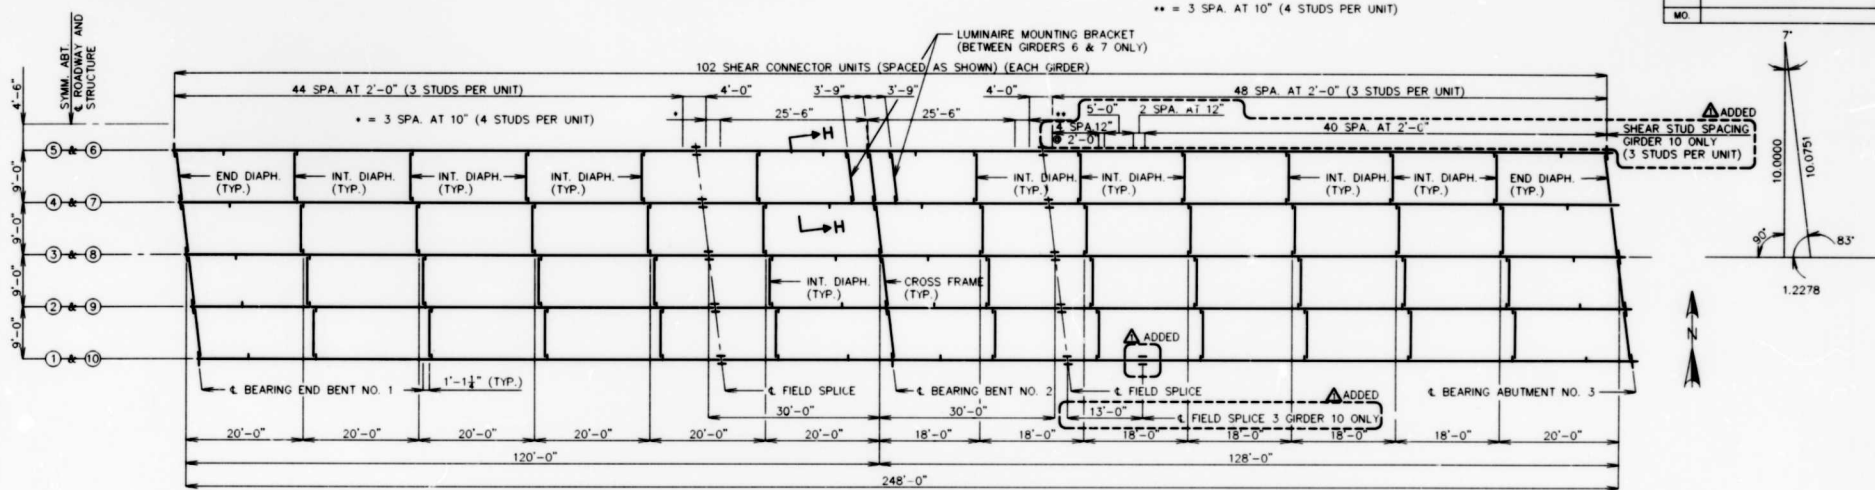 ** = 3 SPA. AT 10" (4 STUDS PER UNIT)
MO.
SYMM. ABT.
℄ ROADWAY AND
STRUCTURE
4'-6"
LUMINAIRE MOUNTING BRACKET
(BETWEEN GIRDERS 6 & 7 ONLY)
102 SHEAR CONNECTOR UNITS (SPACED AS SHOWN) (EACH GIRDER)
44 SPA. AT 2'-0" (3 STUDS PER UNIT)
4'-0"
3'-9"
3'-9"
4'-0"
48 SPA. AT 2'-0" (3 STUDS PER UNIT)
* = 3 SPA. AT 10" (4 STUDS PER UNIT)
*
25'-6"
25'-6"
**
H
5'-0"
2 SPA. AT 12"
4 SPA. 12"
@ 2'-0"
40 SPA. AT 2'-0"
1 ADDED
SHEAR STUD SPACING
GIRDER 10 ONLY
(3 STUDS PER UNIT)
7°
10.0000
10.0751
90°
83°
1.2278
N
5 & 6
9'-0"
END DIAPH.
(TYP.)
INT. DIAPH.
(TYP.)
INT. DIAPH.
(TYP.)
INT. DIAPH.
(TYP.)
INT. DIAPH.
(TYP.)
INT. DIAPH.
(TYP.)
INT. DIAPH.
(TYP.)
INT. DIAPH.
(TYP.)
END DIAPH.
(TYP.)
4 & 7
9'-0"
H
3 & 8
9'-0"
INT. DIAPH.
(TYP.)
CROSS FRAME
(TYP.)
2 & 9
9'-0"
1 ADDED
1 & 10
℄ BEARING END BENT NO. 1
1'-1¼" (TYP.)
℄ FIELD SPLICE
℄ BEARING BENT NO. 2
℄ FIELD SPLICE
℄ BEARING ABUTMENT NO. 3
1 ADDED
30'-0"
30'-0"
13'-0"
℄ FIELD SPLICE 3 GIRDER 10 ONLY
20'-0"
20'-0"
20'-0"
20'-0"
20'-0"
20'-0"
18'-0"
18'-0"
18'-0"
18'-0"
18'-0"
18'-0"
20'-0"
120'-0"
128'-0"
248'-0"